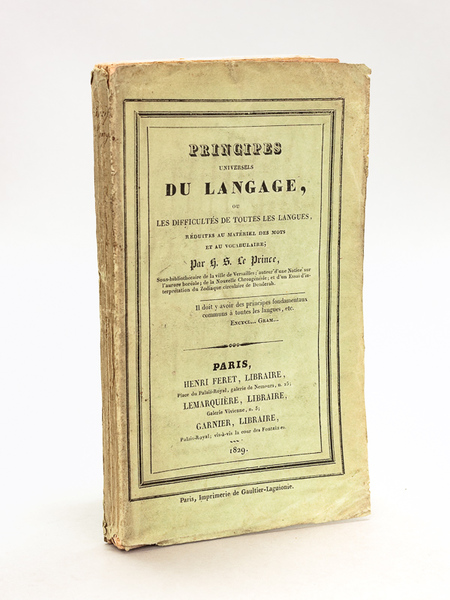 PRINCIPES
UNIVERSELS
DU LANGAGE,
OU
LES DIFFICULTÉS DE TOUTES LES LANGUES,
RÉDUITES AU MATÉRIEL DES MOTS
ET AU VOCABULAIRE;
Par H. S. Le Prince,
Sous-bibliothécaire de la ville de Versailles; auteur d'une Notice sur
l'aurore boréale; de la Nouvelle Chroagénésie; et d'un Essai d'in-
terprétation du Zodiaque circulaire de Denderah.
Il doit y avoir des principes fondamentaux
communs à toutes les langues, etc.
ENCYCL.. GRAM..
PARIS,
HENRI FERET, LIBRAIRE,
Place du Palais-Royal, galerie de Nemours, n. 15;
LEMARQUIÈRE, LIBRAIRE,
Galerie Vivienne, n. 5;
GARNIER, LIBRAIRE,
Palais-Royal; vis-à-vis la cour des Fontaines.
1829.
Paris, Imprimerie de Gaultier-Laguionie.